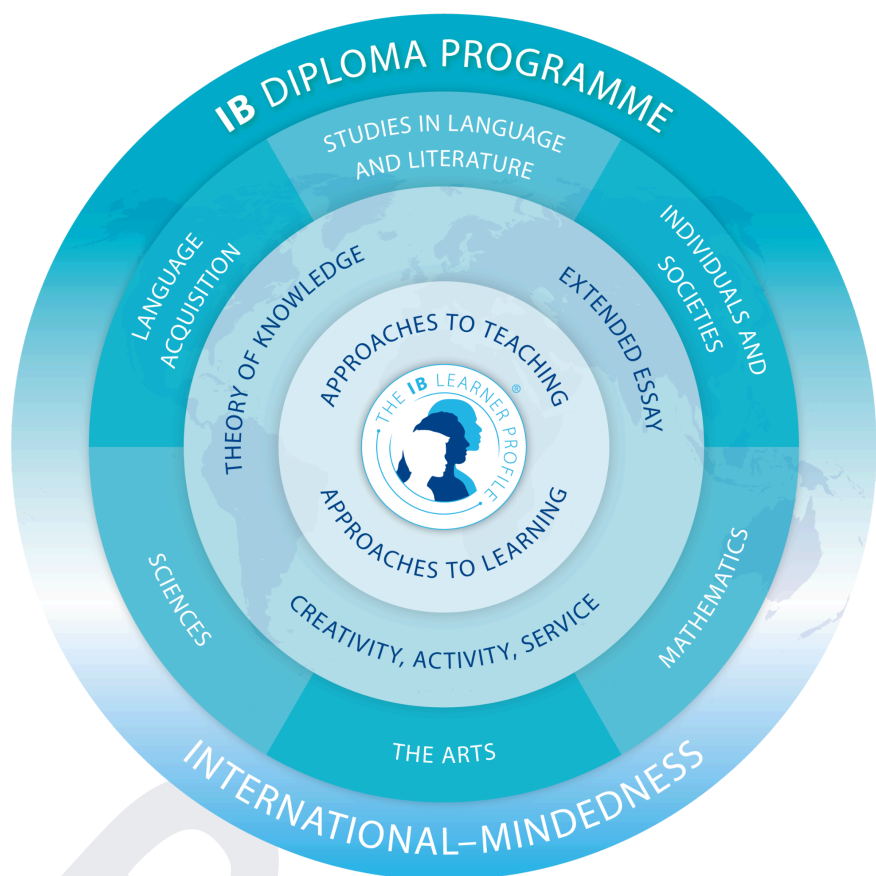 IB DIPLOMA PROGRAMME
STUDIES IN LANGUAGE
AND LITERATURE
LANGUAGE
ACQUISITION
INDIVIDUALS AND
SOCIETIES
THEORY OF KNOWLEDGE
EXTENDED ESSAY
APPROACHES TO TEACHING
THE IB LEARNER PROFILE®
APPROACHES TO LEARNING
CREATIVITY, ACTIVITY, SERVICE
SCIENCES
MATHEMATICS
THE ARTS
INTERNATIONAL–MINDEDNESS